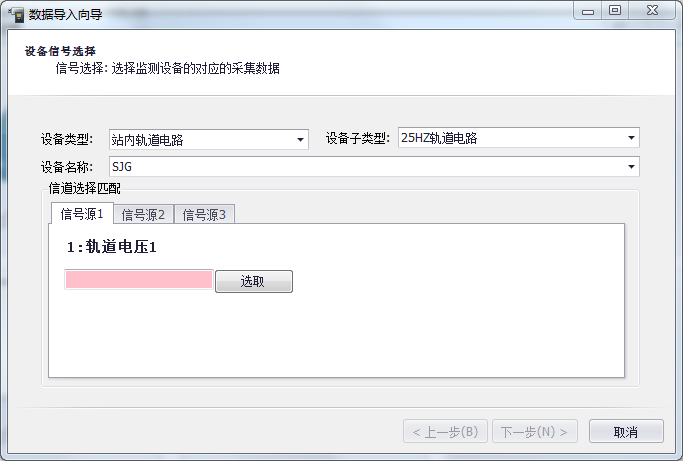 数据导入向导
设备信号选择
信号选择: 选择监测设备的对应的采集数据
设备类型: 站内轨道电路 设备子类型: 25HZ轨道电路
设备名称: SJG
信道选择匹配
信号源1 信号源2 信号源3
1:轨道电压1
选取
< 上一步(B) 下一步(N) > 取消